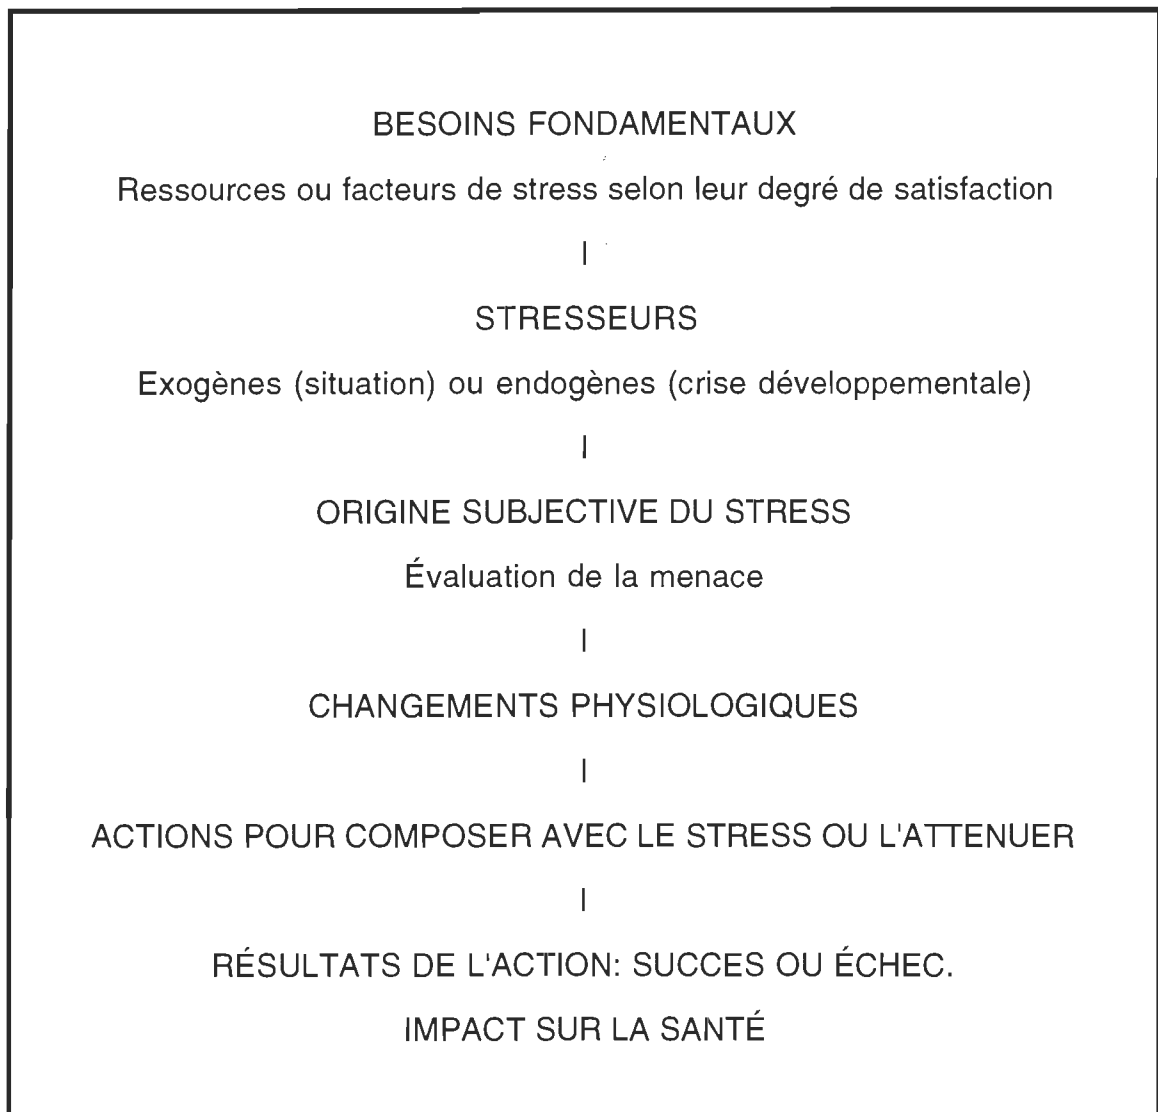 BESOINS FONDAMENTAUX
Ressources ou facteurs de stress selon leur degré de satisfaction
|
STRESSEURS
Exogènes (situation) ou endogènes (crise développementale)
|
ORIGINE SUBJECTIVE DU STRESS
Évaluation de la menace
|
CHANGEMENTS PHYSIOLOGIQUES
|
ACTIONS POUR COMPOSER AVEC LE STRESS OU L'ATTENUER
|
RÉSULTATS DE L'ACTION: SUCCES OU ÉCHEC.
IMPACT SUR LA SANTÉ